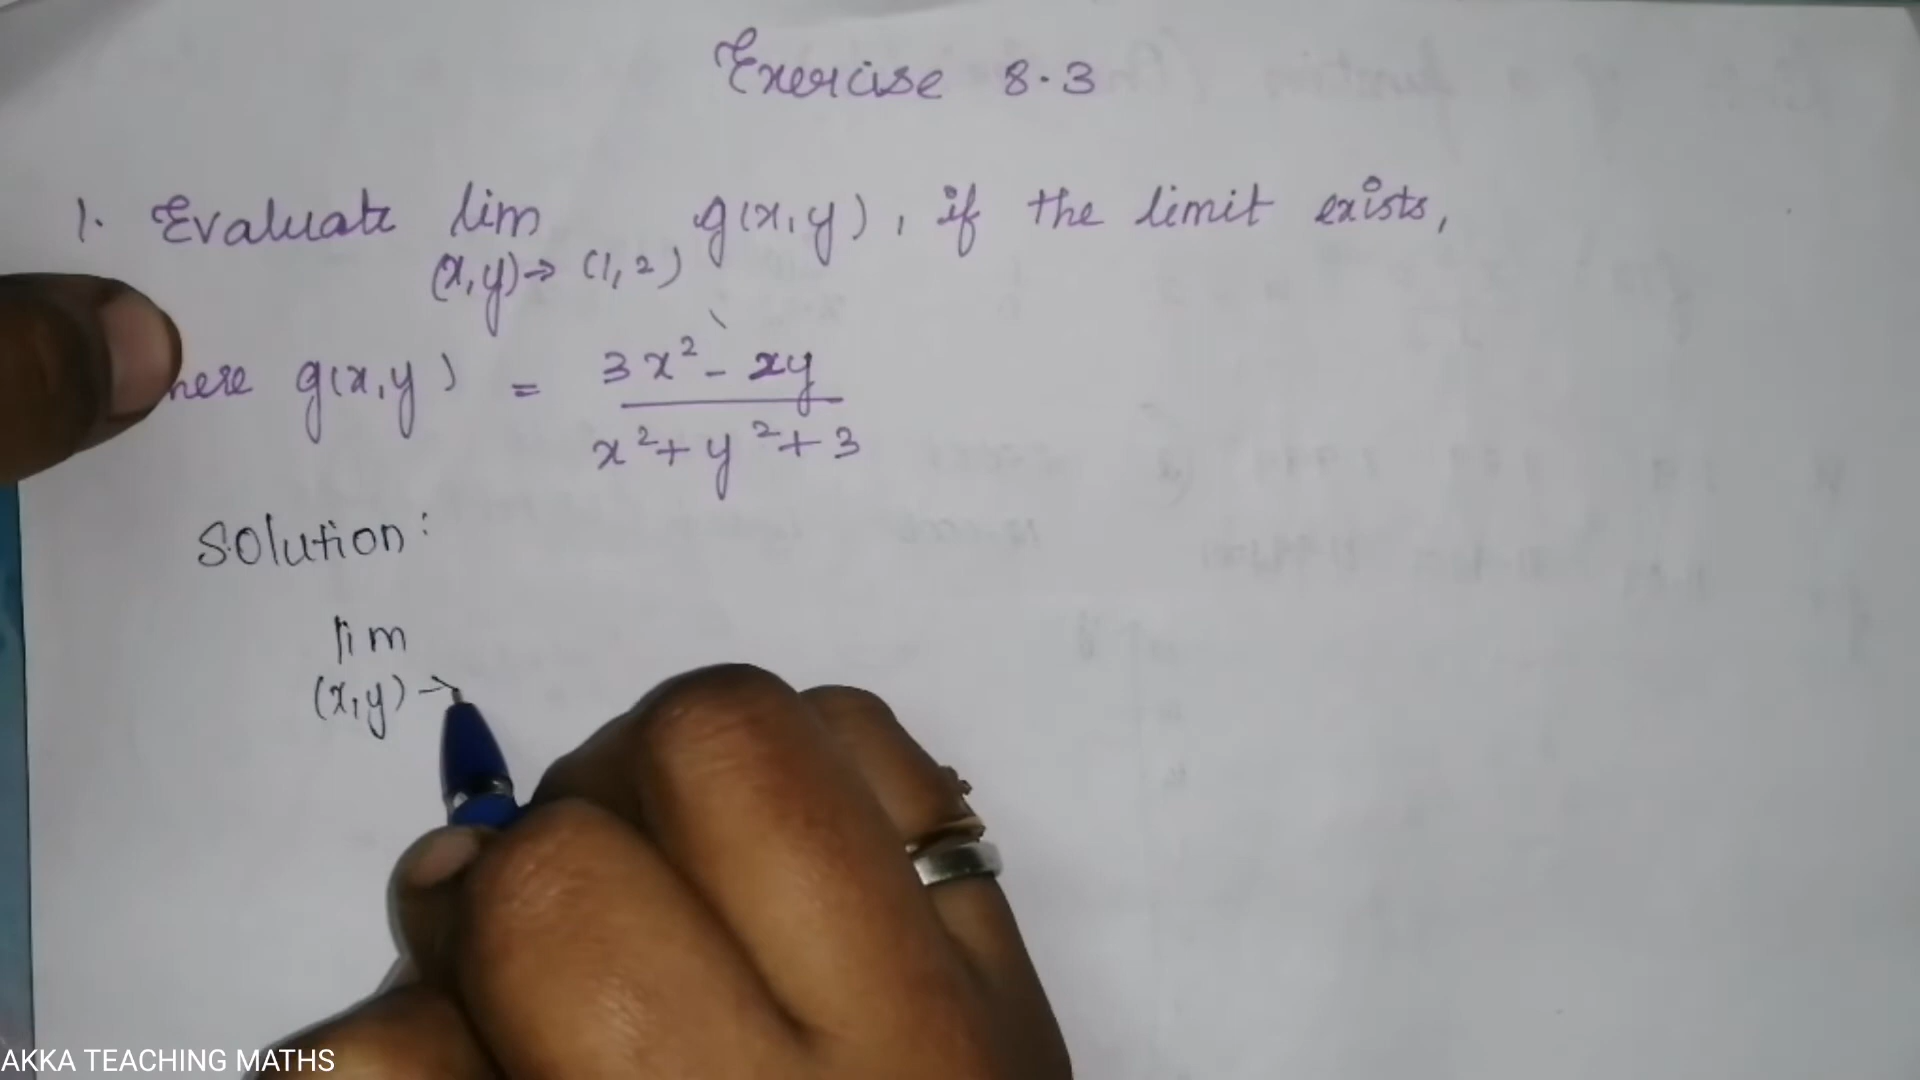 Exercise 8.3
1. Evaluate lim g(x,y), if the limit exists,
(x,y)→ (1,2)
here g(x,y) = 3x² - xy
x² + y² + 3
Solution:
lim
(x,y) →
AKKA TEACHING MATHS